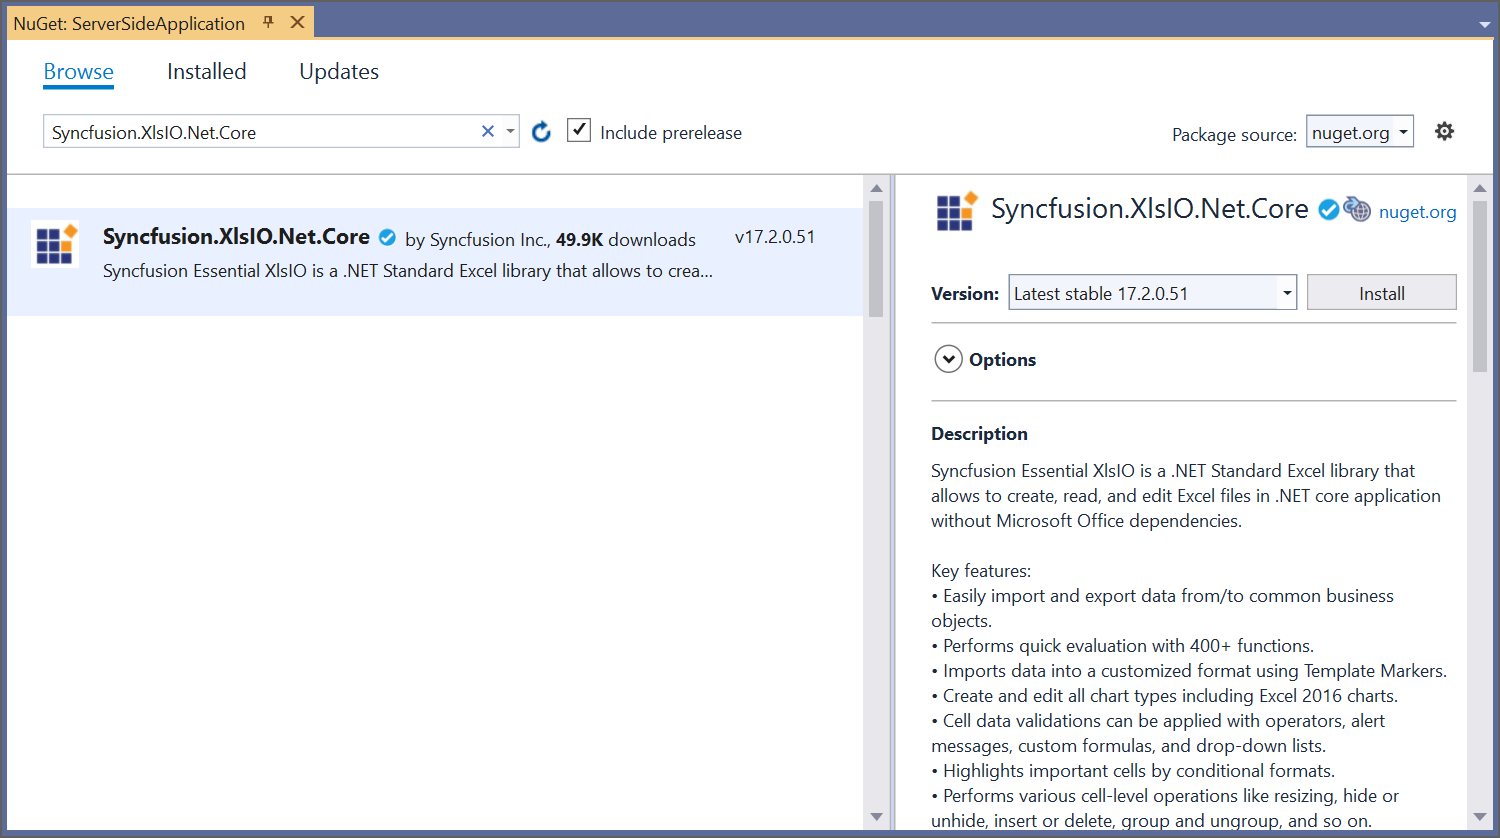 NuGet: ServerSideApplication
Browse Installed Updates
Syncfusion.XlsIO.Net.Core
Include prerelease
Package source: nuget.org
Syncfusion.XlsIO.Net.Core by Syncfusion Inc., 49.9K downloads v17.2.0.51
Syncfusion Essential XlsIO is a .NET Standard Excel library that allows to crea...
Syncfusion.XlsIO.Net.Core nuget.org
Version: Latest stable 17.2.0.51 Install
Options
Description
Syncfusion Essential XlsIO is a .NET Standard Excel library that
allows to create, read, and edit Excel files in .NET core application
without Microsoft Office dependencies.
Key features:
• Easily import and export data from/to common business
objects.
• Performs quick evaluation with 400+ functions.
• Imports data into a customized format using Template Markers.
• Create and edit all chart types including Excel 2016 charts.
• Cell data validations can be applied with operators, alert
messages, custom formulas, and drop-down lists.
• Highlights important cells by conditional formats.
• Performs various cell-level operations like resizing, hide or
unhide, insert or delete, group and ungroup, and so on.